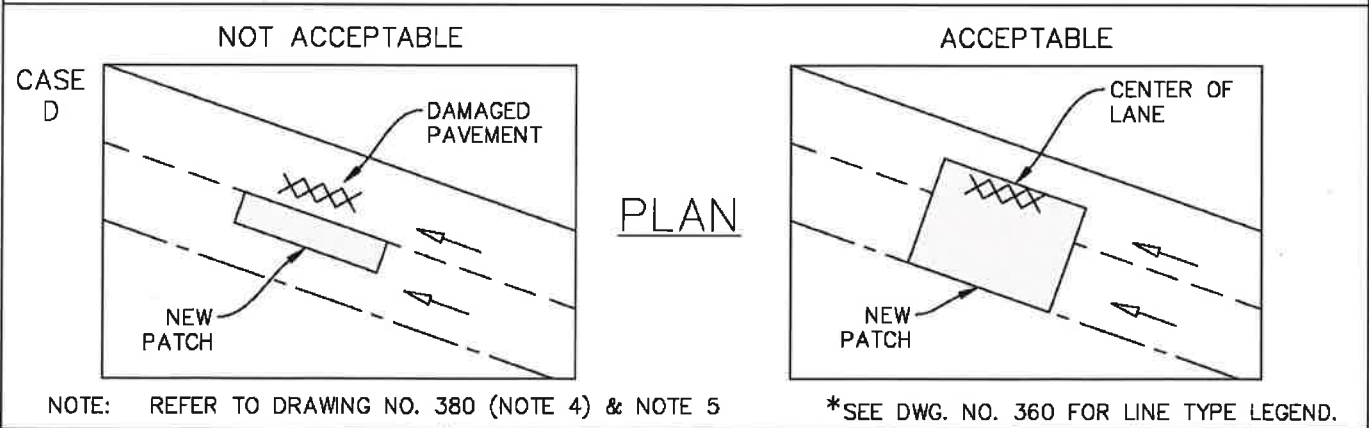 NOT ACCEPTABLE
CASE
D
DAMAGED
PAVEMENT
NEW
PATCH
PLAN
ACCEPTABLE
CENTER OF
LANE
NEW
PATCH
NOTE: REFER TO DRAWING NO. 380 (NOTE 4) & NOTE 5
*SEE DWG. NO. 360 FOR LINE TYPE LEGEND.